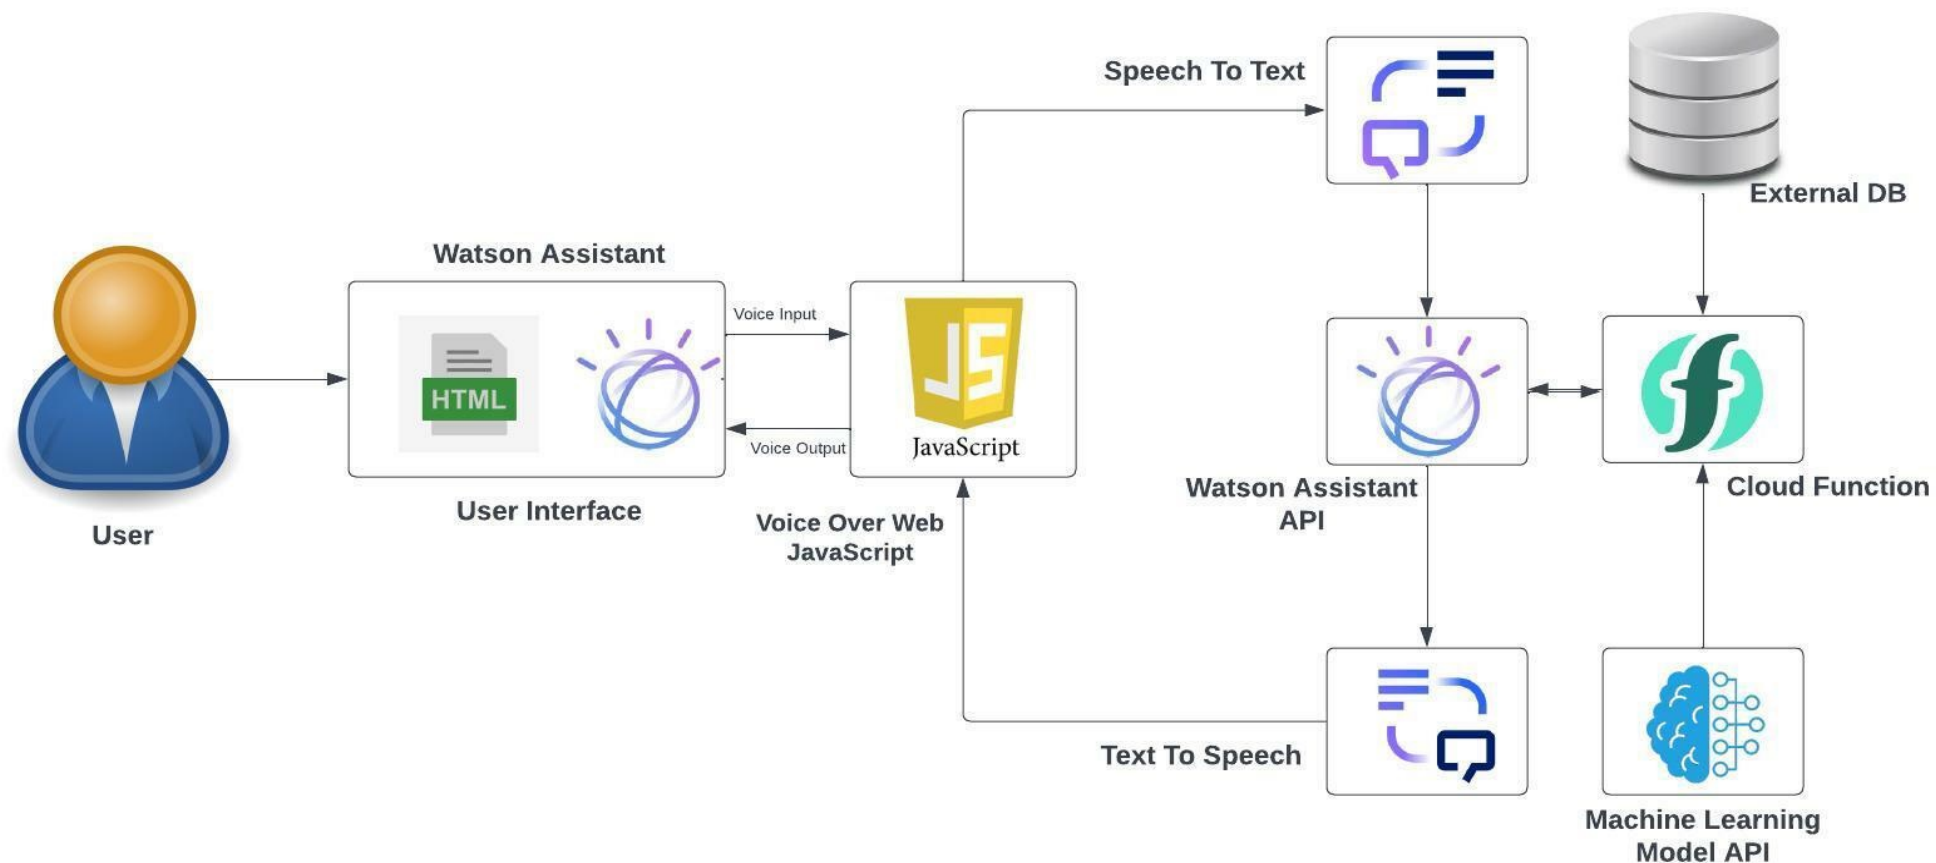 Speech To Text
External DB
Watson Assistant
Voice Input
HTML
JS
JavaScript
Voice Output
User Interface
User
Voice Over Web
JavaScript
Watson Assistant
API
Cloud Function
Text To Speech
Machine Learning
Model API